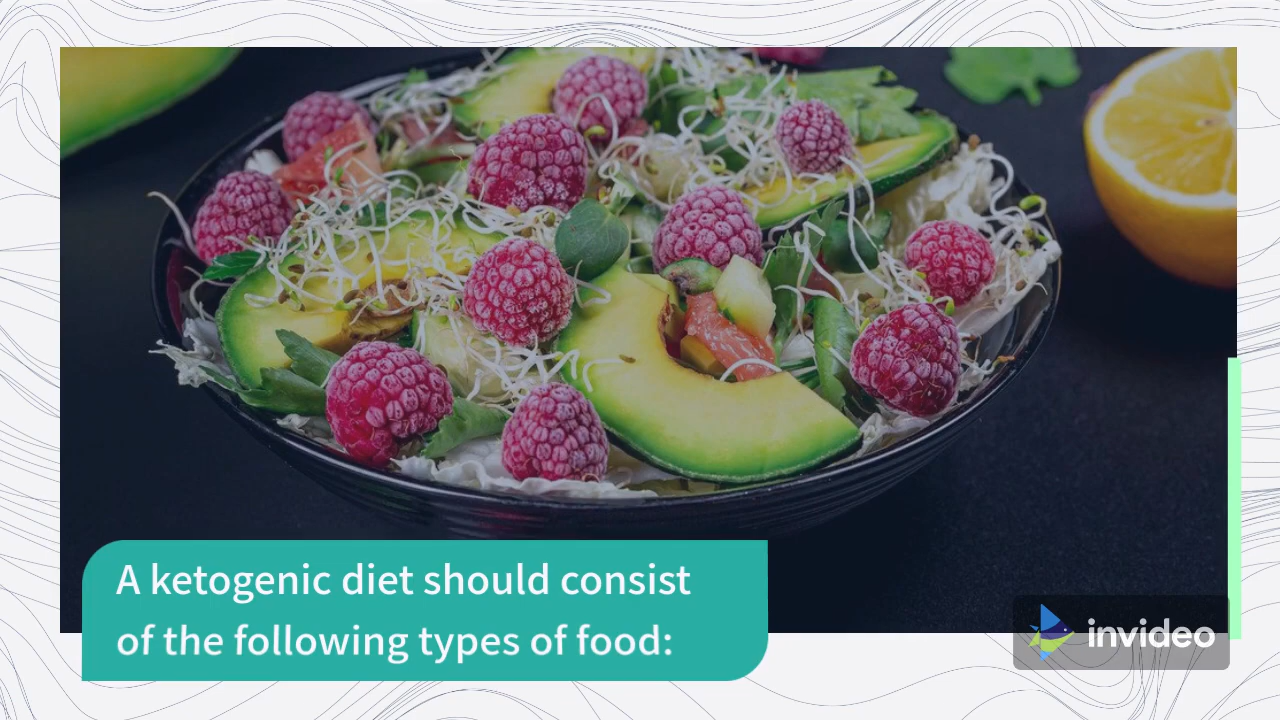 A ketogenic diet should consist
of the following types of food:
invideo